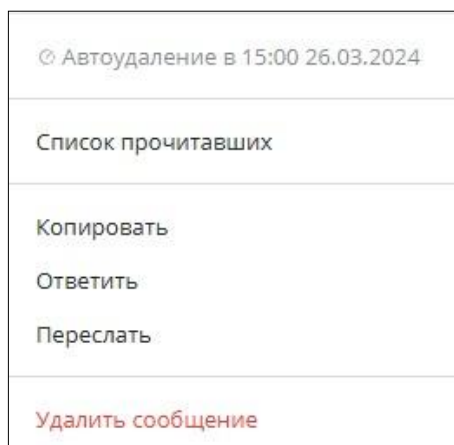 Автоудаление в 15:00 26.03.2024
Список прочитавших
Копировать
Ответить
Переслать
Удалить сообщение